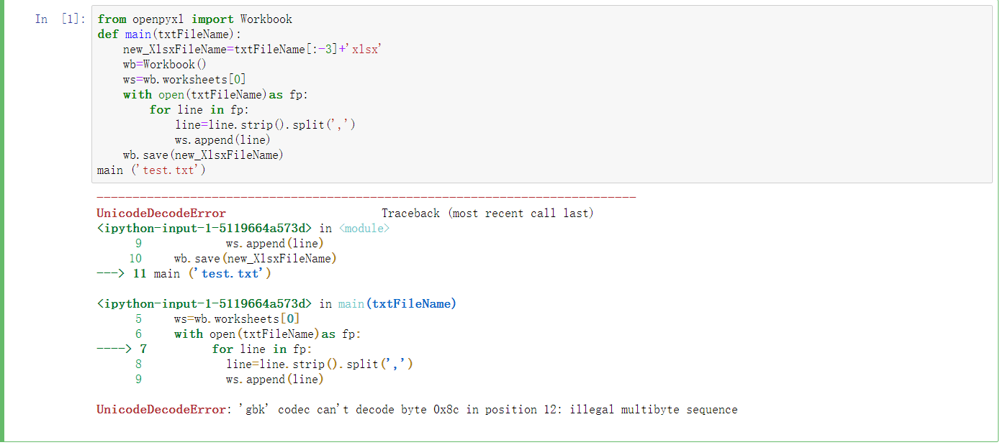 In [1]:
from openpyxl import Workbook
def main(txtFileName):
    new_XlsxFileName=txtFileName[:-3]+'xlsx'
    wb=Workbook()
    ws=wb.worksheets[0]
    with open(txtFileName)as fp:
        for line in fp:
            line=line.strip().split(',')
            ws.append(line)
    wb.save(new_XlsxFileName)
main ('test.txt')
---------------------------------------------------------------------------
UnicodeDecodeError                        Traceback (most recent call last)
<ipython-input-1-5119664a573d> in <module>
      9             ws.append(line)
     10     wb.save(new_XlsxFileName)
---> 11 main ('test.txt')
<ipython-input-1-5119664a573d> in main(txtFileName)
      5     ws=wb.worksheets[0]
      6     with open(txtFileName)as fp:
----> 7         for line in fp:
      8             line=line.strip().split(',')
      9             ws.append(line)
UnicodeDecodeError: 'gbk' codec can't decode byte 0x8c in position 12: illegal multibyte sequence